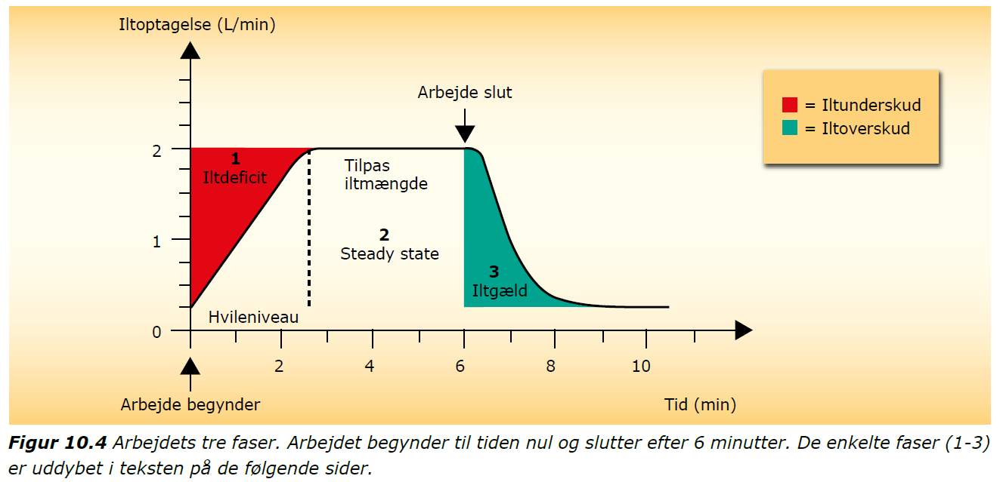 Iltoptagelse (L/min)
Arbejde slut
= Iltunderskud
= Iltoverskud
2
1
Iltdeficit
Tilpas
iltmængde
1
2
Steady state
3
Iltgæld
Hvileniveau
0
2
4
6
8
10
Arbejde begynder
Tid (min)
Figur 10.4 Arbejdets tre faser. Arbejdet begynder til tiden nul og slutter efter 6 minutter. De enkelte faser (1-3)
er uddybet i teksten på de følgende sider.